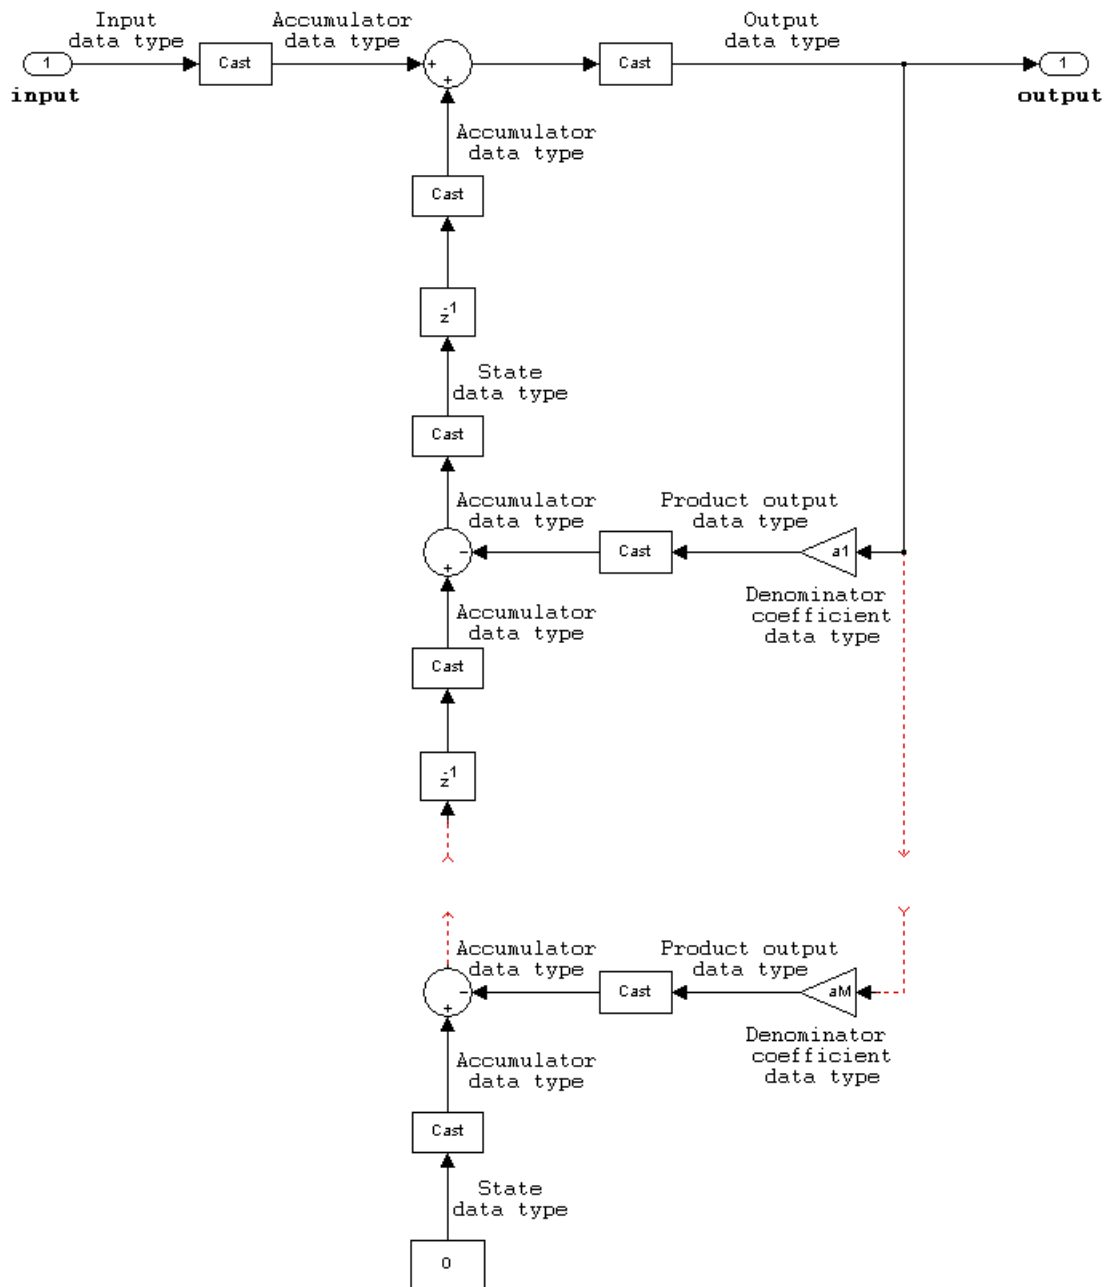 Input
data type
Accumulator
data type
Output
data type
1
Cast
+
+
Cast
1
input
output
Accumulator
data type
Cast
z-1
State
data type
Cast
Accumulator
data type
Product output
data type
-
+
Cast
a1
Accumulator
data type
Denominator
coefficient
data type
Cast
z-1
Accumulator
data type
Product output
data type
-
+
Cast
aM
Accumulator
data type
Denominator
coefficient
data type
Cast
State
data type
0